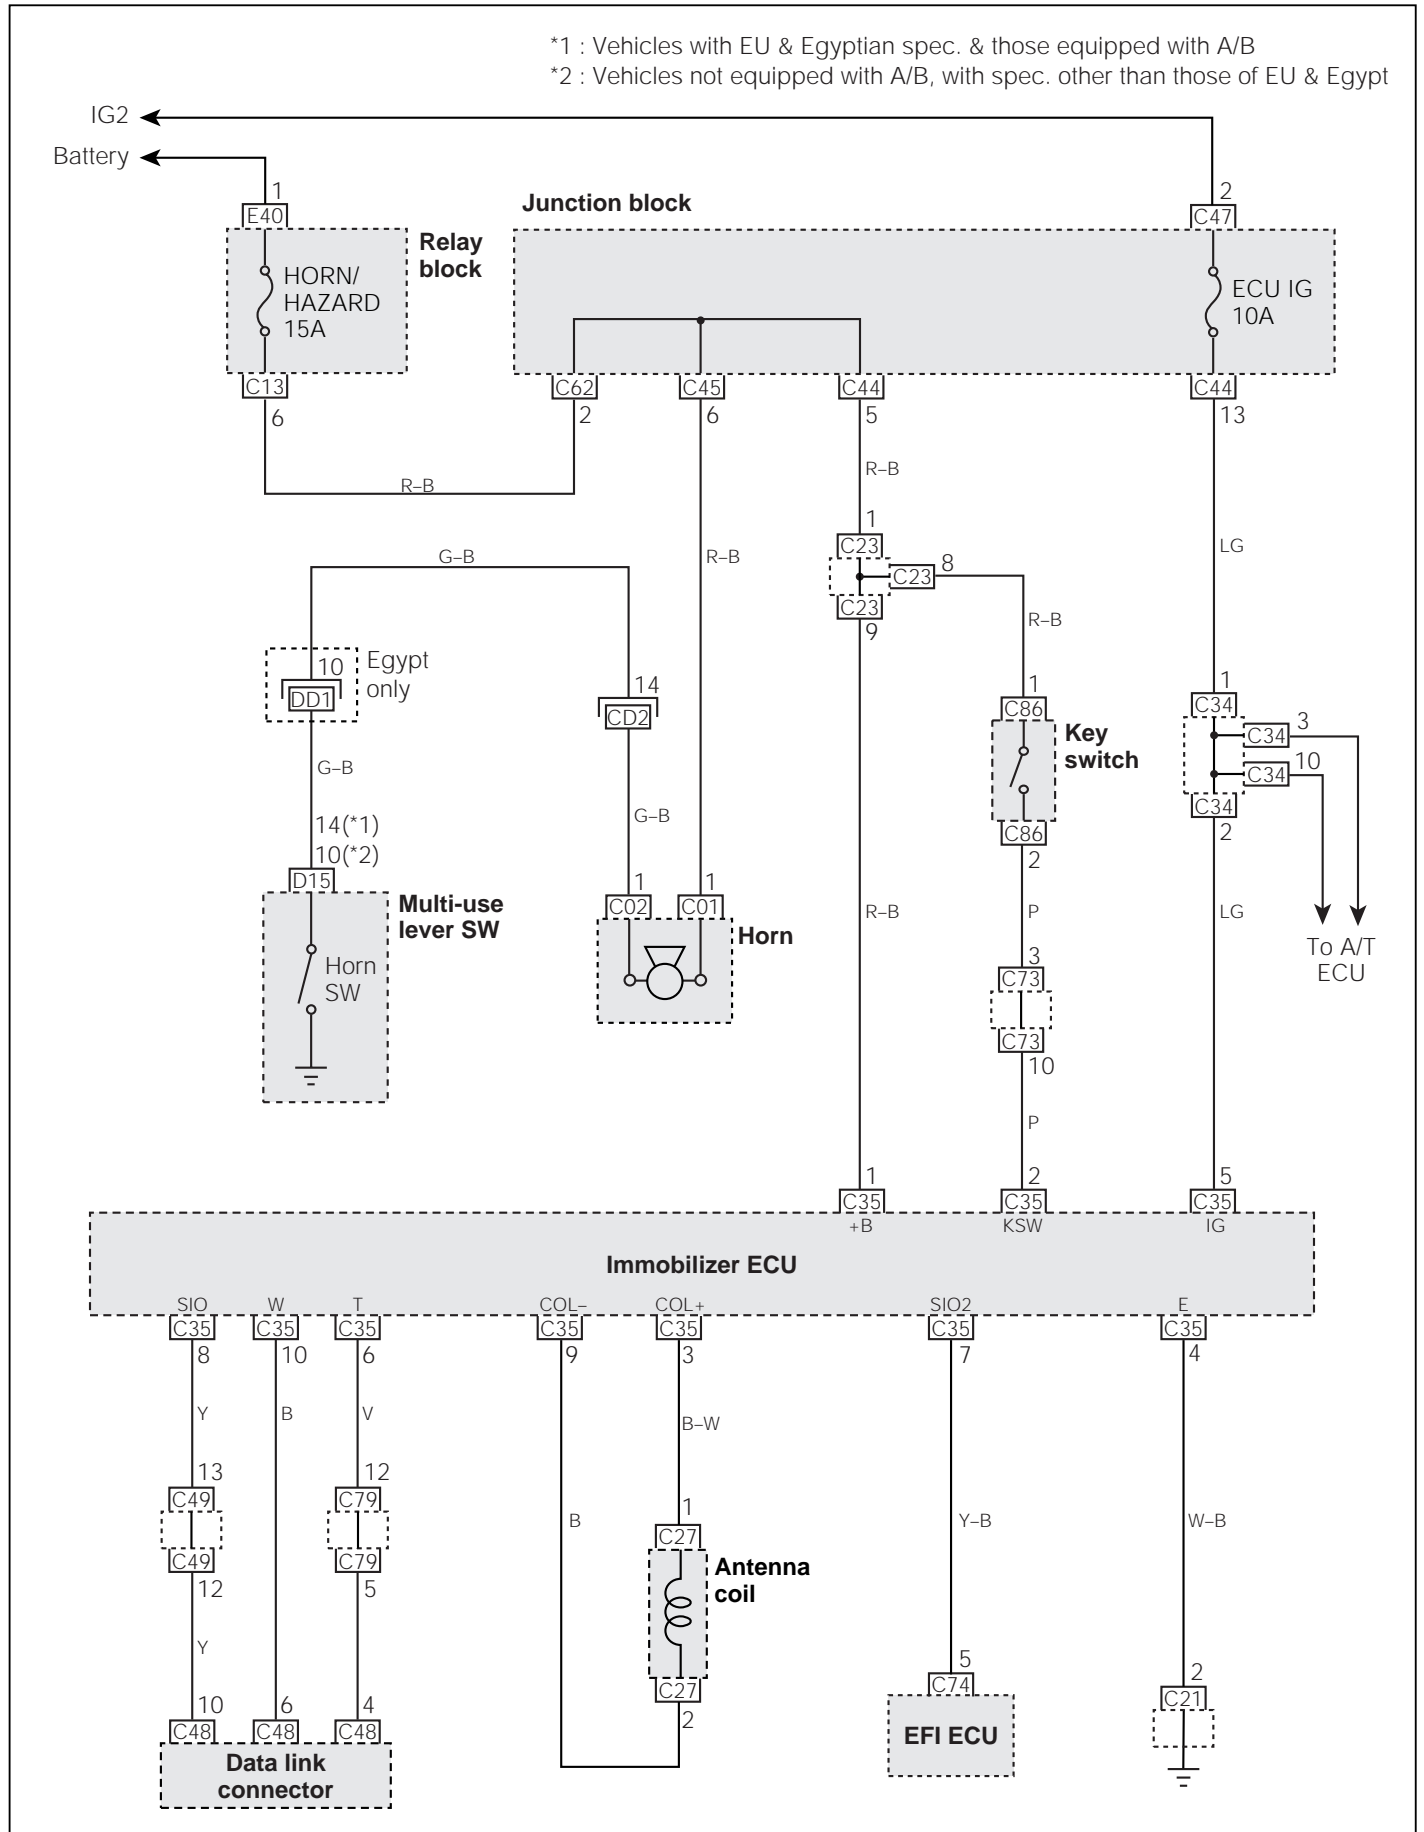 *1 : Vehicles with EU & Egyptian spec. & those equipped with A/B
*2 : Vehicles not equipped with A/B, with spec. other than those of EU & Egypt
IG2
Battery
1
E40
Junction block
2
C47
Relay
block
HORN/
HAZARD
15A
ECU IG
10A
C13
C62
C45
C44
C44
6
2
6
5
13
R–B
R–B
1
C23
C23
8
C23
9
G–B
R–B
LG
R–B
10
DD1
Egypt
only
14
CD2
1
C86
Key
switch
C86
2
1
C34
C34
3
C34
10
C34
2
G–B
G–B
14(*1)
10(*2)
D15
Multi-use
lever SW
Horn
SW
1
C02
1
C01
Horn
R–B
P
LG
To A/T
ECU
3
C73
C73
10
P
1
C35
+B
2
C35
KSW
5
C35
IG
Immobilizer ECU
SIO
W
T
COL–
COL+
SIO2
E
C35
C35
C35
C35
C35
C35
C35
8
10
6
9
3
7
4
Y
B
V
B–W
13
C49
C49
12
12
C79
C79
5
B
1
C27
Antenna
coil
C27
2
Y–B
W–B
Y
10
C48
6
C48
4
C48
Data link
connector
5
C74
EFI ECU
2
C21